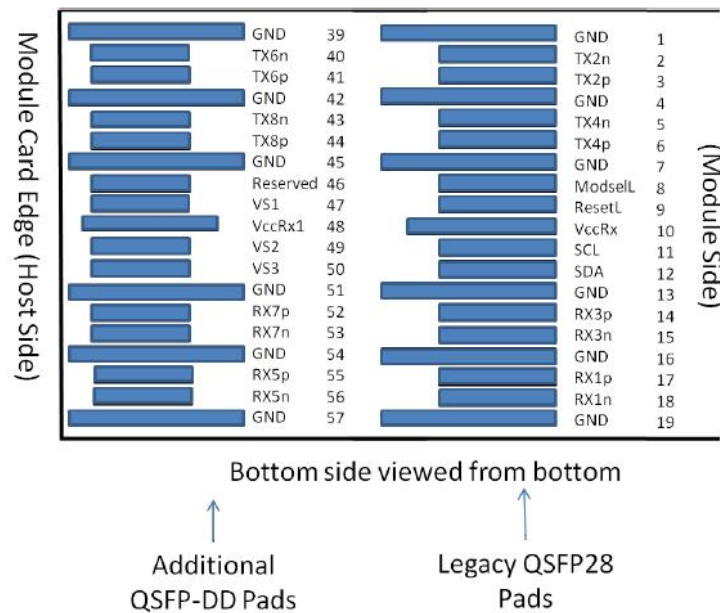 Module Card Edge (Host Side)
GND 39 GND 1
TX6n 40 TX2n 2
TX6p 41 TX2p 3
GND 42 GND 4
TX8n 43 TX4n 5
TX8p 44 TX4p 6
GND 45 GND 7
Reserved 46 ModselL 8
VS1 47 ResetL 9
VccRx1 48 VccRx 10
VS2 49 SCL 11
VS3 50 SDA 12
GND 51 GND 13
RX7p 52 RX3p 14
RX7n 53 RX3n 15
GND 54 GND 16
RX5p 55 RX1p 17
RX5n 56 RX1n 18
GND 57 GND 19
(Module Side)
Bottom side viewed from bottom
Additional
QSFP-DD Pads
Legacy QSFP28
Pads